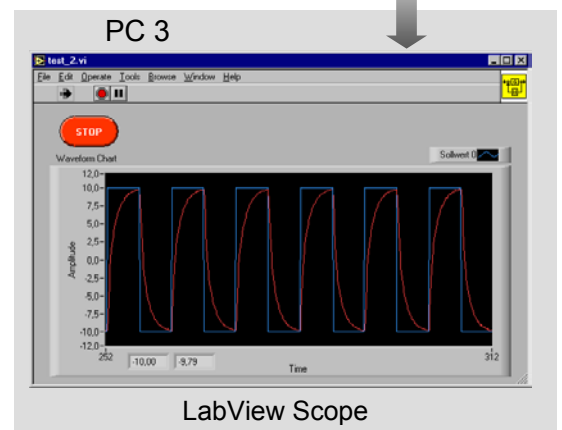 PC 3
test_2.vi
File Edit Operate Tools Browse Window Help
STOP
Waveform Chart
Sollwert 0
12,0
10,0
7,5
5,0
2,5
0,0
-2,5
-5,0
-7,5
-10,0
-12,0
Amplitude
252
312
-10,00 -9,79
Time
LabView Scope